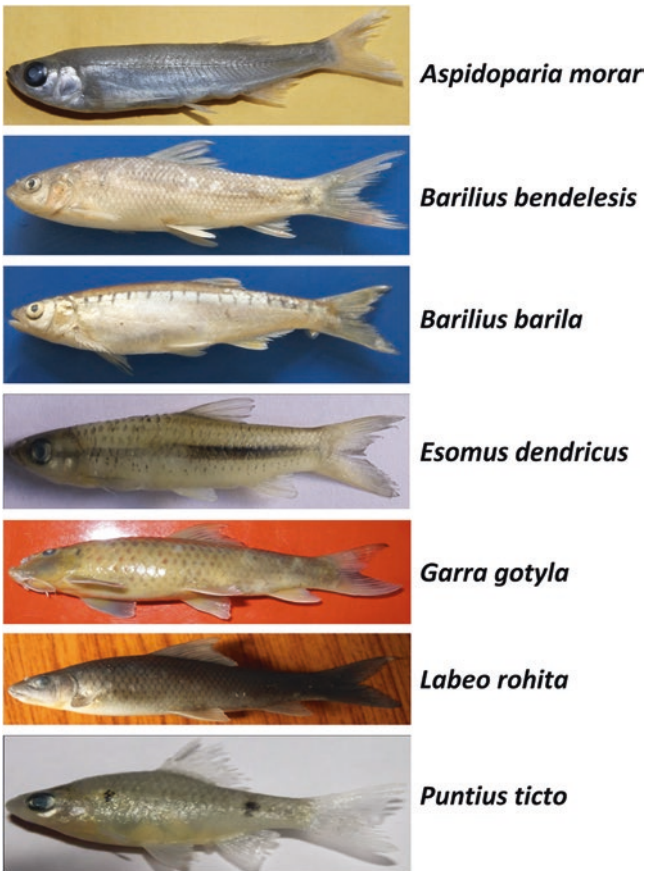 Aspidoparia morar
Barilius bendelesis
Barilius barila
Esomus dendricus
Garra gotyla
Labeo rohita
Puntius ticto